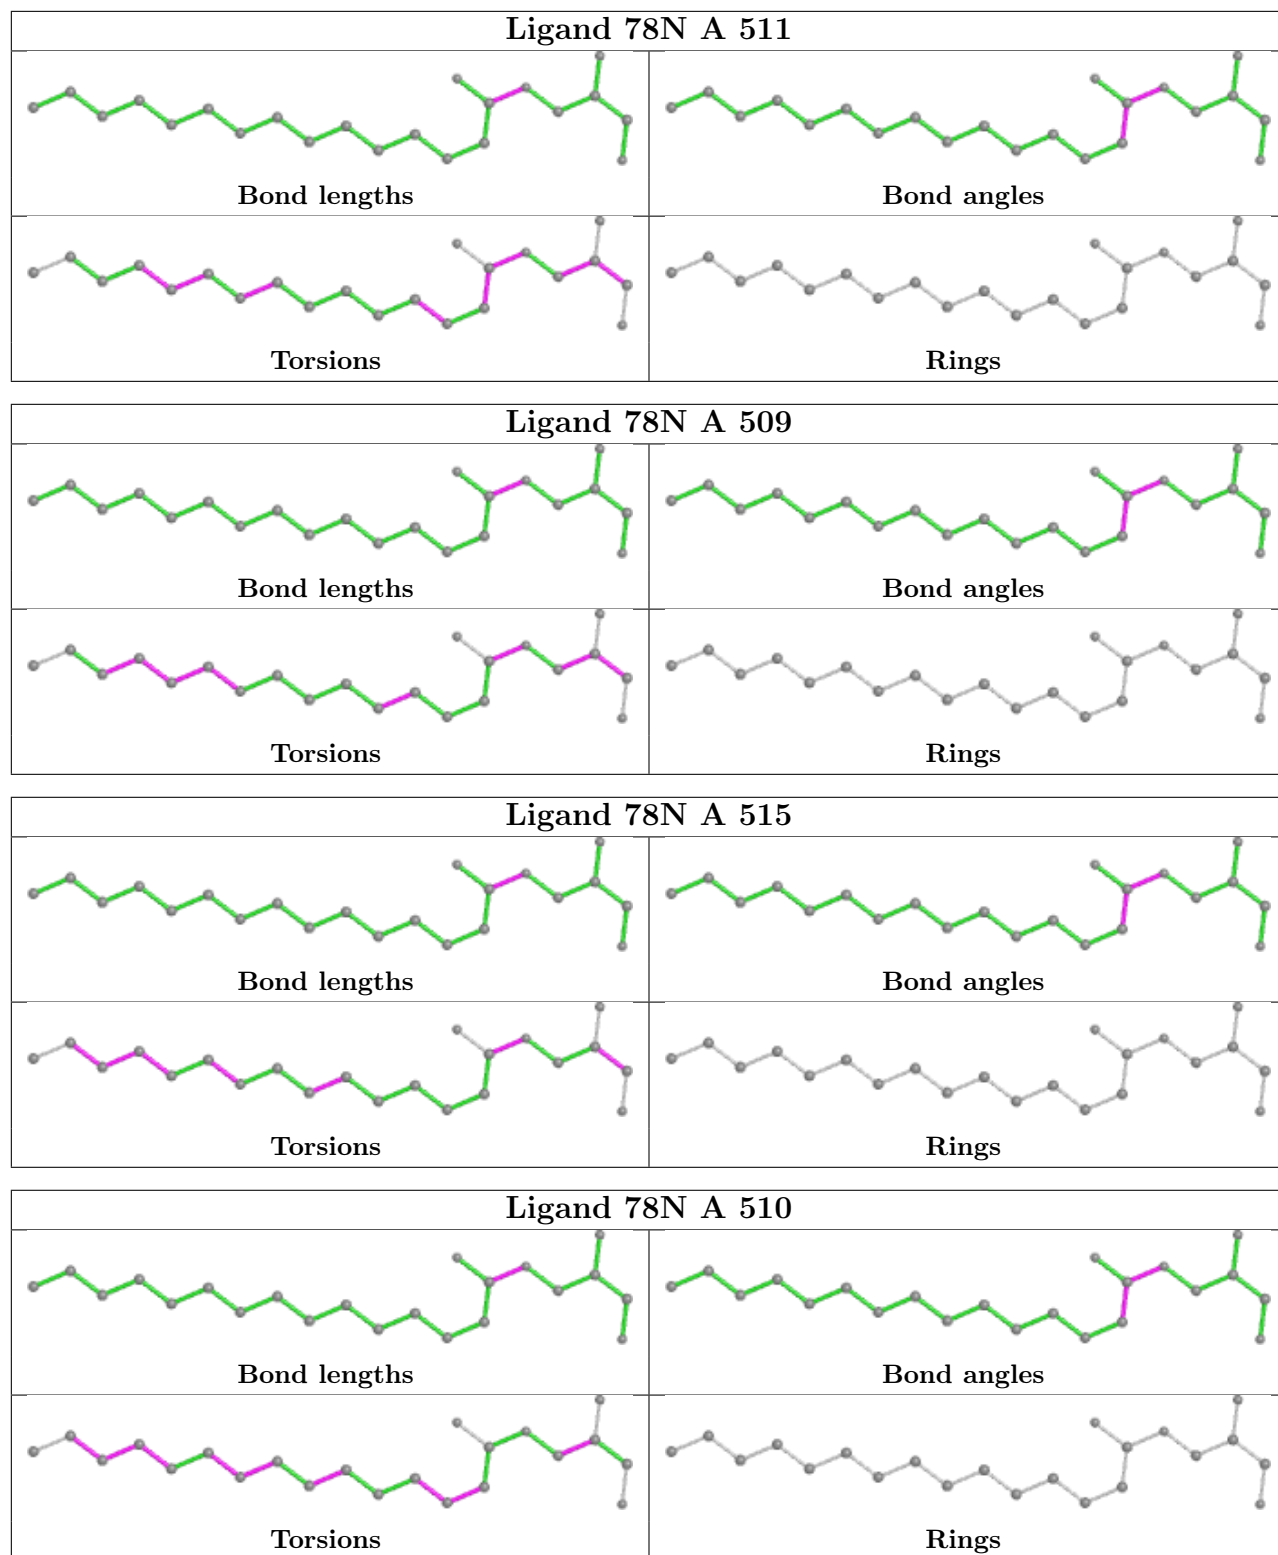 Ligand 78N A 511
Bond lengths
Bond angles
Torsions
Rings
Ligand 78N A 509
Bond lengths
Bond angles
Torsions
Rings
Ligand 78N A 515
Bond lengths
Bond angles
Torsions
Rings
Ligand 78N A 510
Bond lengths
Bond angles
Torsions
Rings